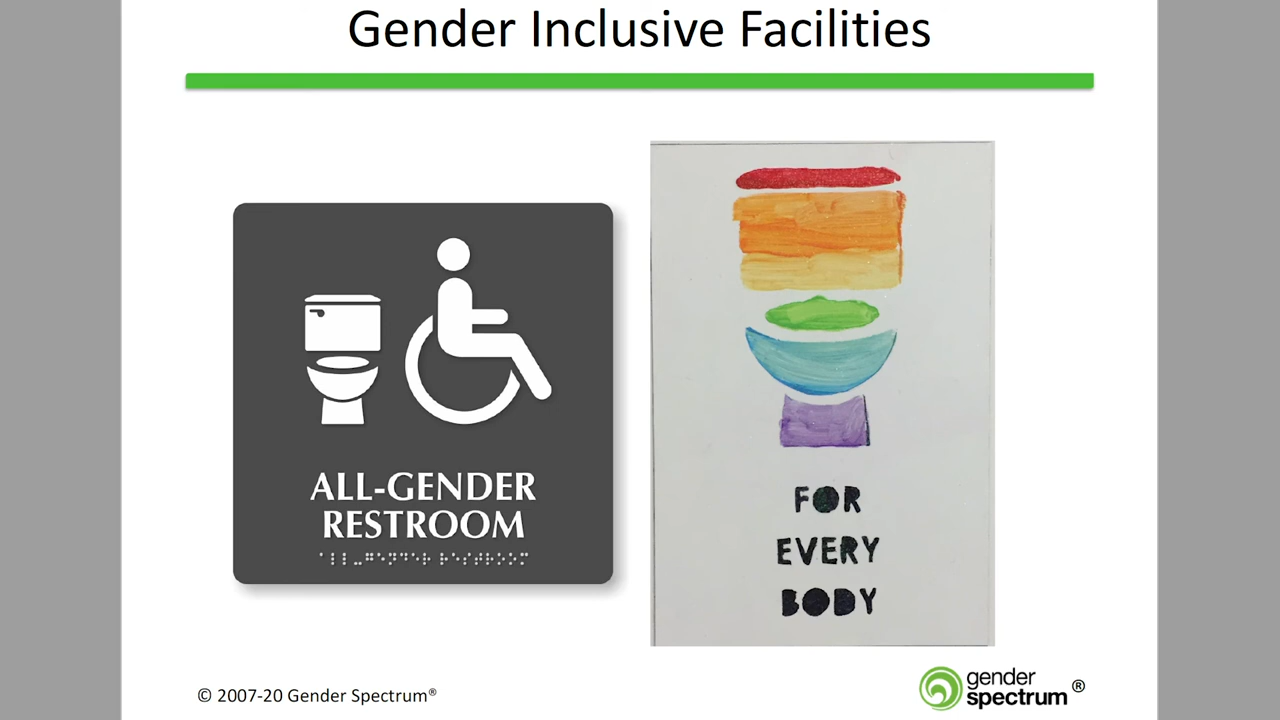 Gender Inclusive Facilities
ALL-GENDER
RESTROOM
FOR
EVERY
BODY
© 2007-20 Gender Spectrum®
gender
spectrum ®